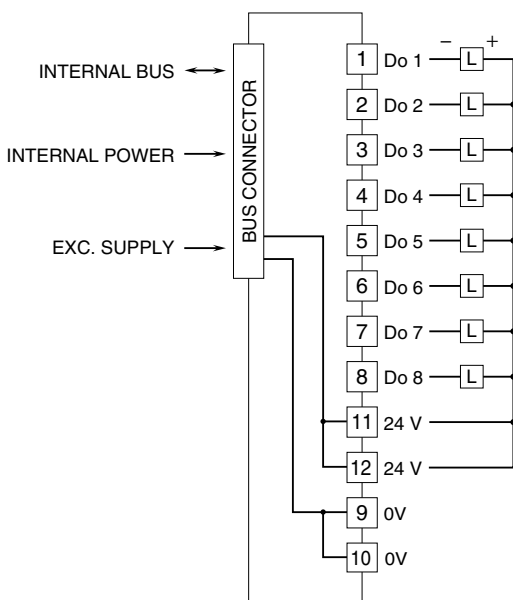 − +
1 Do 1 L
INTERNAL BUS
2 Do 2 L
BUS CONNECTOR
3 Do 3 L
INTERNAL POWER
4 Do 4 L
5 Do 5 L
EXC. SUPPLY
6 Do 6 L
7 Do 7 L
8 Do 8 L
11 24 V
12 24 V
9 0V
10 0V